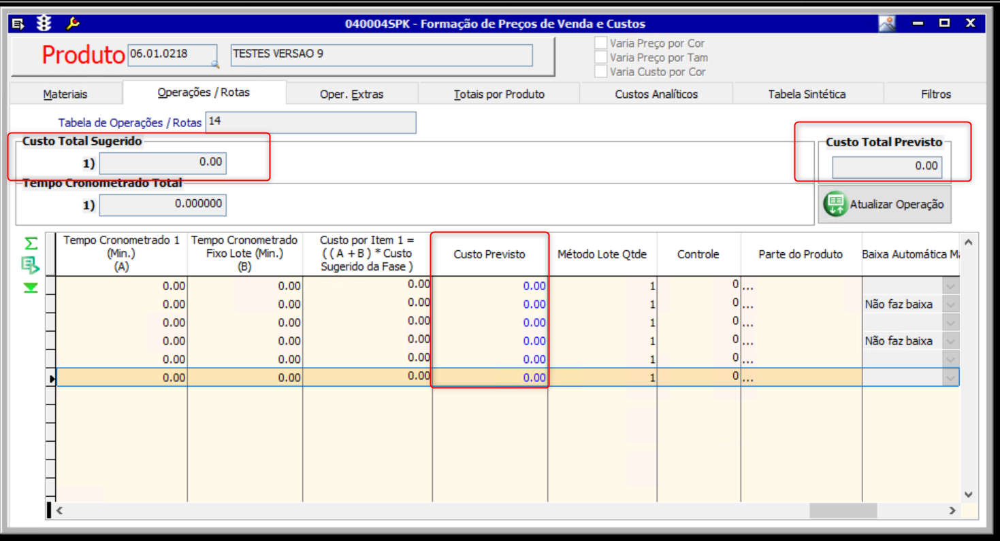 040004SPK - Formação de Preços de Venda e Custos
Produto 06.01.0218 TESTES VERSAO 9
Varia Preço por Cor
Varia Preço por Tam
Varia Custo por Cor
Materiais Operações / Rotas Oper. Extras Totais por Produto Custos Analíticos Tabela Sintética Filtros
Tabela de Operações / Rotas 14
Custo Total Sugerido
1) 0.00
Custo Total Previsto
0.00
Tempo Cronometrado Total
1) 0.000000
Atualizar Operação
Tempo Cronometrado 1 (Min.) (A)
Tempo Cronometrado Fixo Lote (Min.) (B)
Custo por Item 1 = ( ( A + B ) * Custo Sugerido da Fase )
Custo Previsto
Método Lote Qtde
Controle
Parte do Produto
Baixa Automática Ma
0.00 0.00 0.00 0.00 1 0 ...
0.00 0.00 0.00 0.00 1 0 ... Não faz baixa
0.00 0.00 0.00 0.00 1 0 ...
0.00 0.00 0.00 0.00 1 0 ... Não faz baixa
0.00 0.00 0.00 0.00 1 0 ...
0.00 0.00 0.00 0.00 1 0 ...